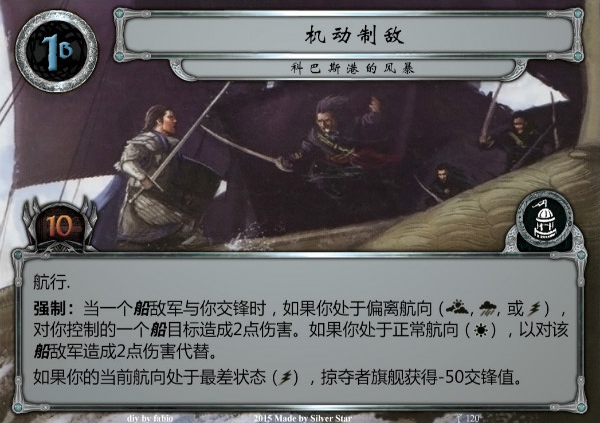 1B
机动制敌
科巴斯港的风暴
10
航行.
强制：当一个船敌军与你交锋时，如果你处于偏离航向（, , 或），
对你控制的一个船目标造成2点伤害。如果你处于正常航向（），以对该
船敌军造成2点伤害代替。
如果你的当前航向处于最差状态（），掠夺者旗舰获得-50交锋值。
diy by fabio 2015 Made by Silver Star 120